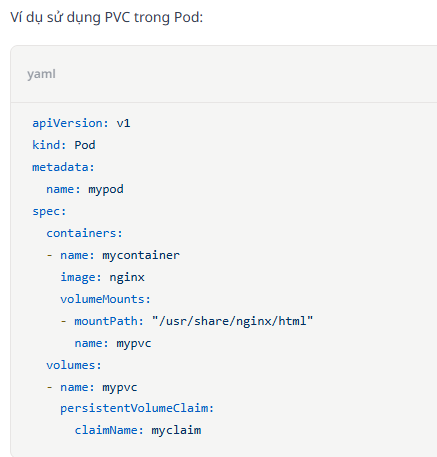 Ví dụ sử dụng PVC trong Pod:
yaml
apiVersion: v1
kind: Pod
metadata:
  name: mypod
spec:
  containers:
  - name: mycontainer
    image: nginx
    volumeMounts:
    - mountPath: "/usr/share/nginx/html"
      name: mypvc
  volumes:
  - name: mypvc
    persistentVolumeClaim:
      claimName: myclaim